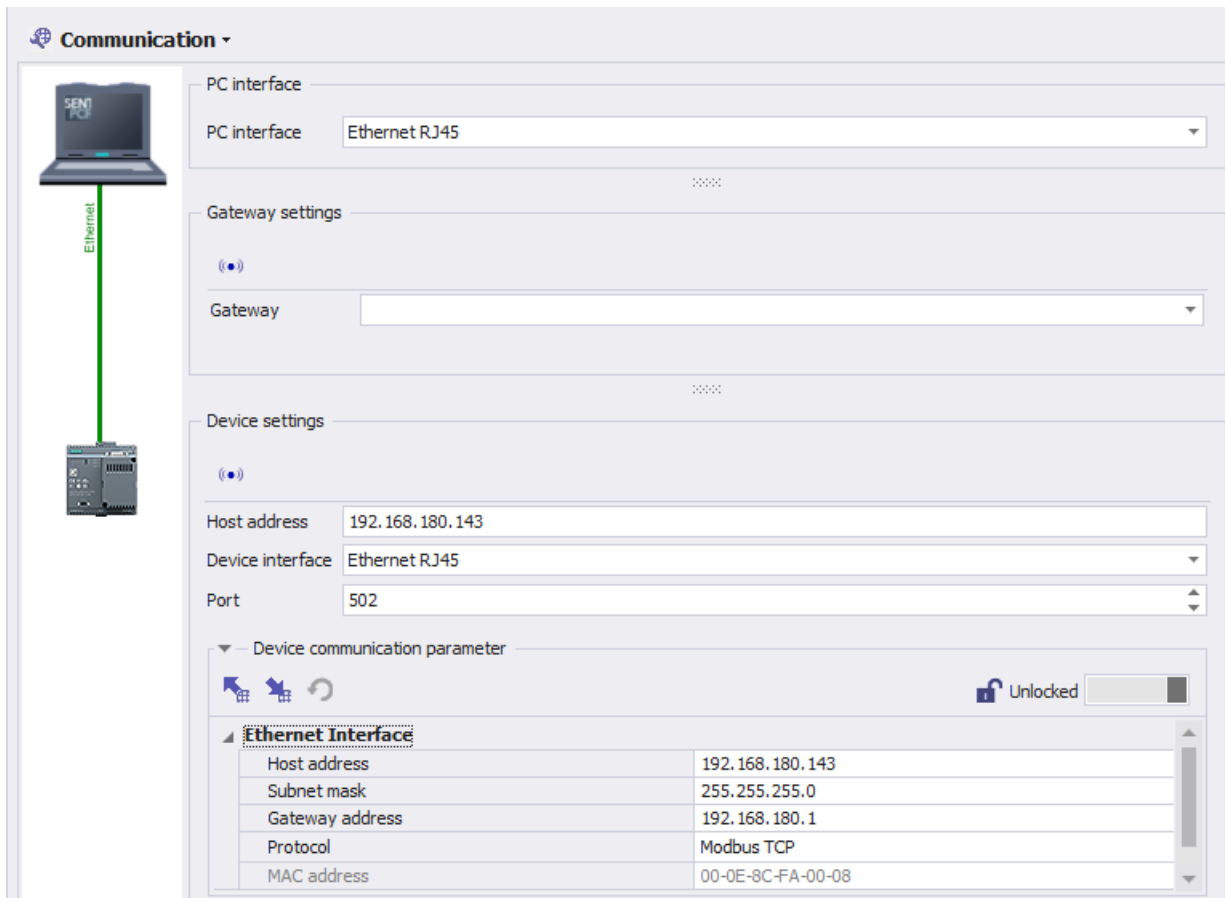 Communication
SENT
PCF
Ethernet
PC interface
PC interface Ethernet RJ45
Gateway settings
Gateway
Device settings
Host address 192.168.180.143
Device interface Ethernet RJ45
Port 502
Device communication parameter
Unlocked
Ethernet Interface
Host address 192.168.180.143
Subnet mask 255.255.255.0
Gateway address 192.168.180.1
Protocol Modbus TCP
MAC address 00-0E-8C-FA-00-08